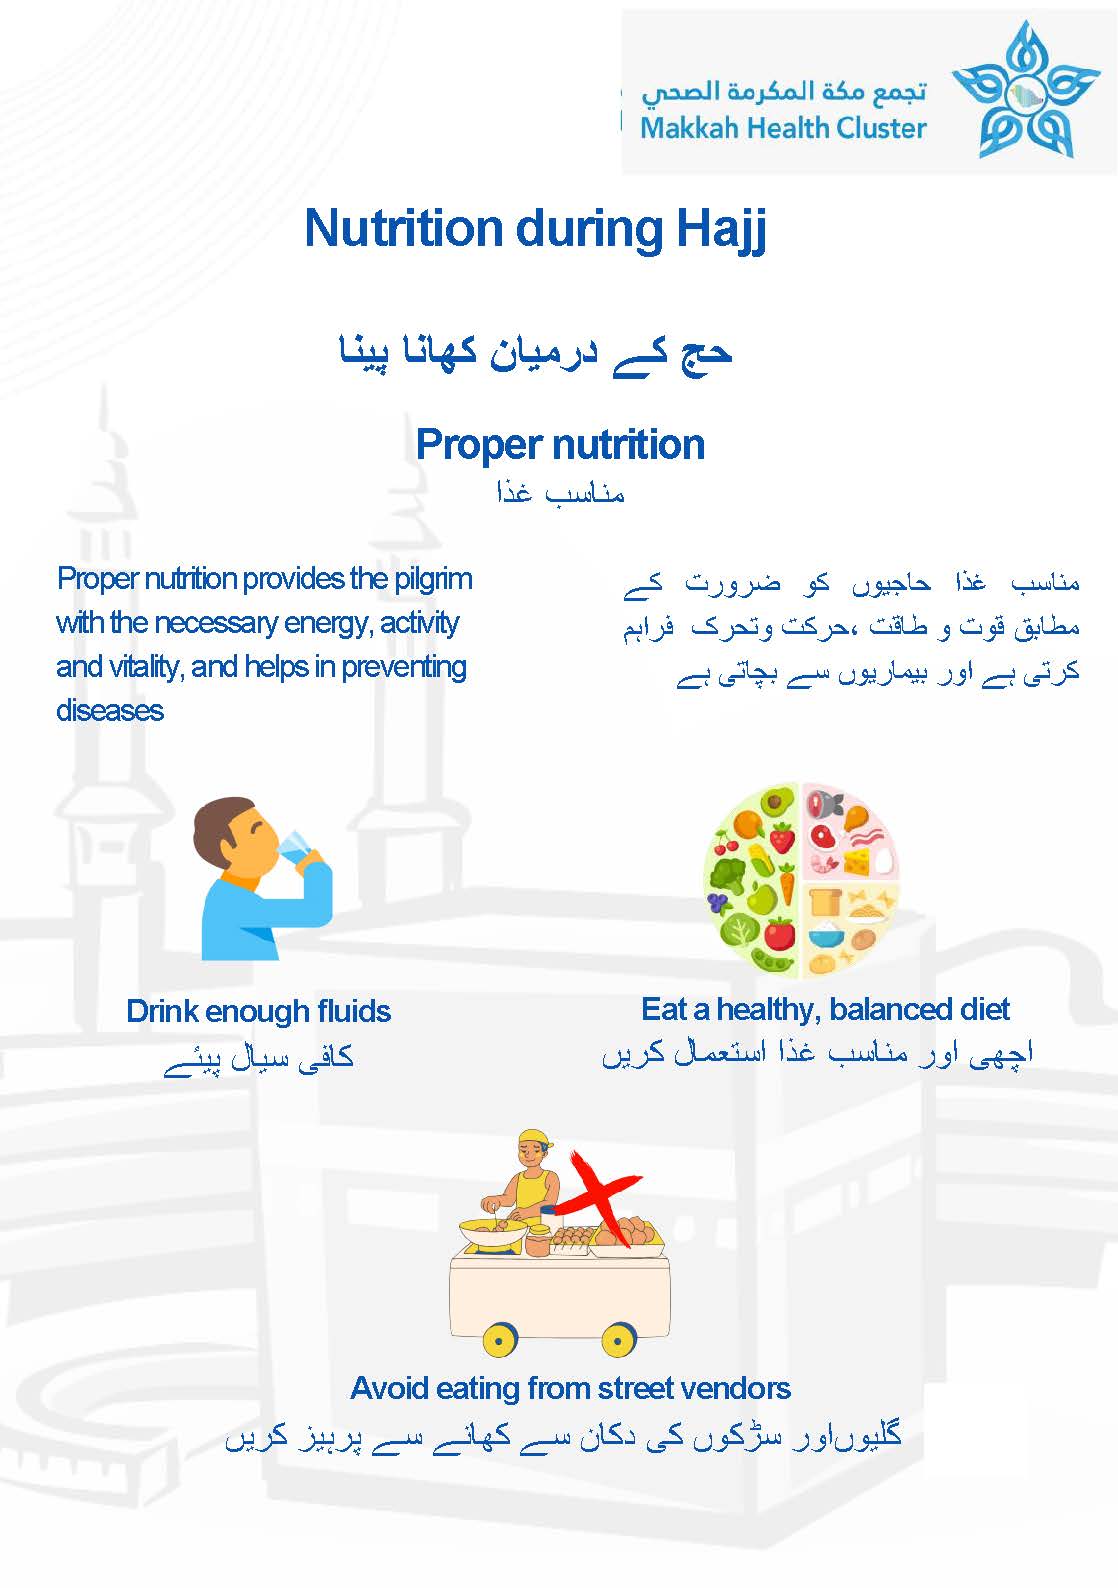 تجمع مكة المكرمة الصحي
Makkah Health Cluster
Nutrition during Hajj
حج کے درمیان کھانا پینا
Proper nutrition
مناسب غذا
Proper nutrition provides the pilgrim
with the necessary energy, activity
and vitality, and helps in preventing
diseases
مناسب غذا حاجیوں کو ضرورت کے
مطابق قوت و طاقت ،حرکت وتحرک فراہم
کرتی ہے اور بیماریوں سے بچاتی ہے
Drink enough fluids
کافی سیال پیئے
Eat a healthy, balanced diet
اچھی اور مناسب غذا استعمال کریں
Avoid eating from street vendors
گلیوںاور سڑکوں کی دکان سے کھانے سے پرہیز کریں